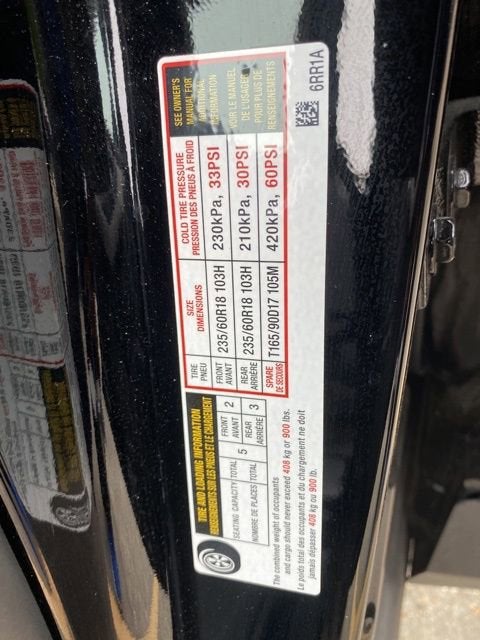 TIRE AND LOADING INFORMATION
RENSEIGNEMENTS SUR LES PNEUS ET LE CHARGEMENT
SEATING CAPACITY TOTAL 5 FRONT AVANT 2 REAR ARRIÈRE 3
NOMBRE DE PLACES TOTAL
The combined weight of occupants
and cargo should never exceed 408 kg or 900 lbs.
Le poids total des occupants et du chargement ne doit
jamais dépasser 408 kg ou 900 lb.
TIRE PNEU SIZE DIMENSIONS COLD TIRE PRESSURE PRESSION DES PNEUS À FROID
FRONT AVANT 235/60R18 103H 230kPa, 33PSI
REAR ARRIÈRE 235/60R18 103H 210kPa, 30PSI
SPARE DE SECOURS T165/90D17 105M 420kPa, 60PSI
SEE OWNER'S
MANUAL FOR
ADDITIONAL
INFORMATION
VOIR LE MANUEL
DE L'USAGER
POUR PLUS DE
RENSEIGNEMENTS
6RR1A